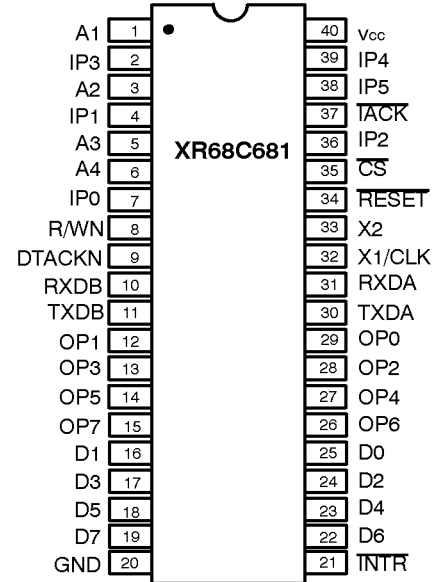 A1 1 40 Vcc
IP3 2 39 IP4
A2 3 38 IP5
IP1 4 37 IACK
A3 5 36 IP2
XR68C681
A4 6 35 CS
IP0 7 34 RESET
R/WN 8 33 X2
DTACKN 9 32 X1/CLK
RXDB 10 31 RXDA
TXDB 11 30 TXDA
OP1 12 29 OP0
OP3 13 28 OP2
OP5 14 27 OP4
OP7 15 26 OP6
D1 16 25 D0
D3 17 24 D2
D5 18 23 D4
D7 19 22 D6
GND 20 21 INTR